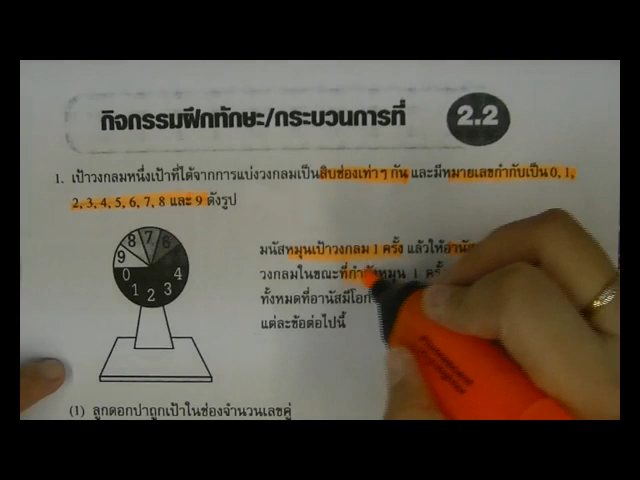 กิจกรรมฝึกทักษะ/กระบวนการที่ 2.2
1. เป้าวงกลมหนึ่งเป้าที่ได้จากการแบ่งวงกลมเป็นสิบช่องเท่าๆ กัน และมีหมายเลขกำกับเป็น 0, 1,
2, 3, 4, 5, 6, 7, 8 และ 9 ดังรูป
8 7 6
9
0 4
1 2 3
มนัสหมุนเป้าวงกลม 1 ครั้ง แล้วให้อานัส
วงกลมในขณะที่กำลังหมุน 1 ครั้ง
ทั้งหมดที่อานัสมีโอก
แต่ละข้อต่อไปนี้
(1) ลูกดอกปาถูกเป้าในช่องจำนวนเลขคู่